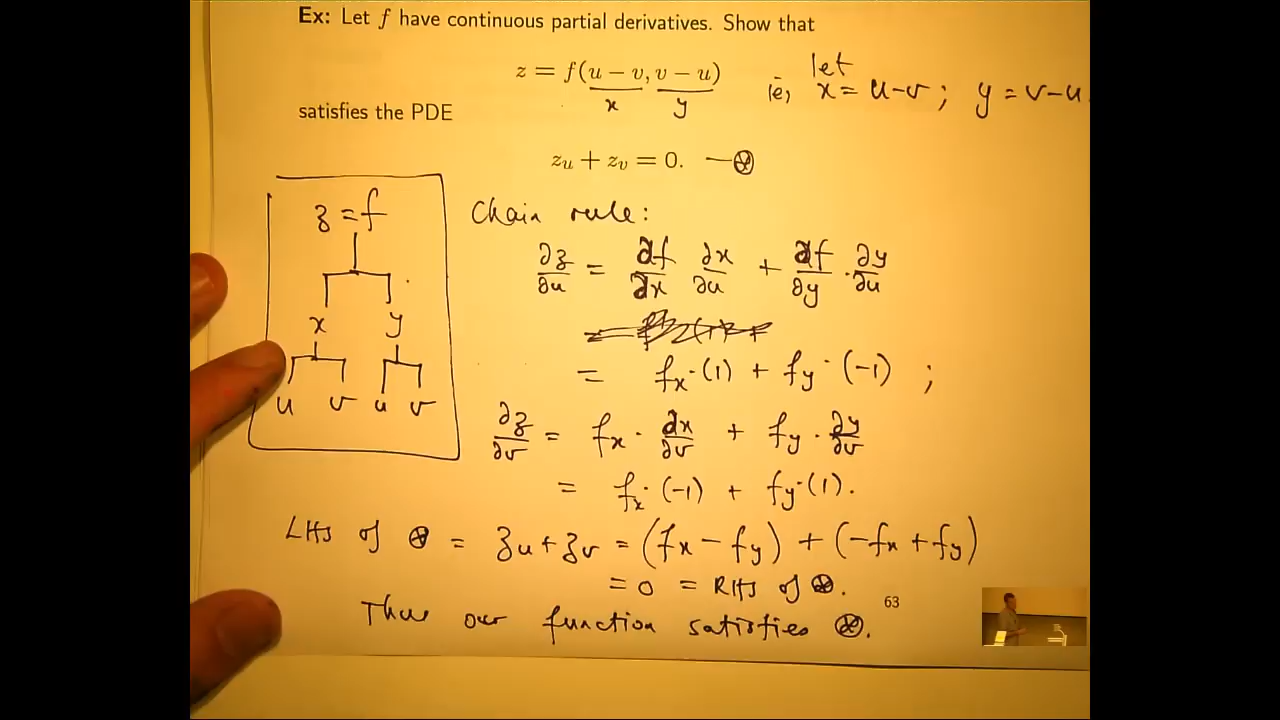 Ex: Let f have continuous partial derivatives. Show that
z = f(u − v, v − u) ie, let x = u-v ; y = v-u
x y
satisfies the PDE
z_u + z_v = 0. —⊛
z = f
x y
u v u v
Chain rule:
∂z/∂u = ∂f/∂x ∂x/∂u + ∂f/∂y · ∂y/∂u
= f_x · (1) + f_y · (-1) ;
∂z/∂v = f_x · ∂x/∂v + f_y · ∂y/∂v
= f_x · (-1) + f_y · (1).
LHS of ⊛ = z_u + z_v = (f_x - f_y) + (-f_x + f_y)
= 0 = RHS of ⊛.
Thus our function satisfies ⊛.
63